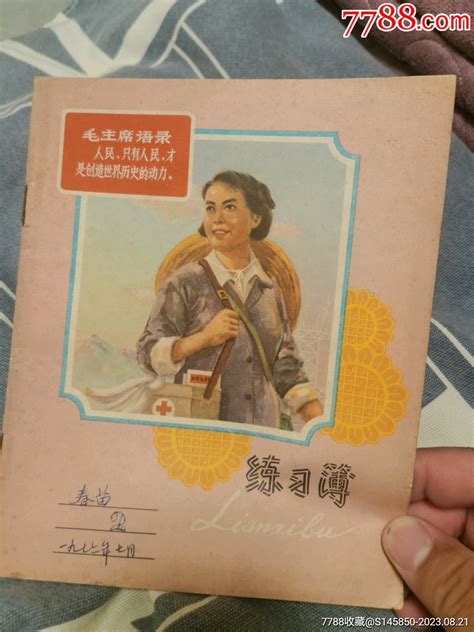 7788.com
毛主席语录
人民，只有人民，才
是创造世界历史的动力。
练习簿
Lianxibu
春苗
一九七六年七月
7788收藏@S145850-2023.08.21